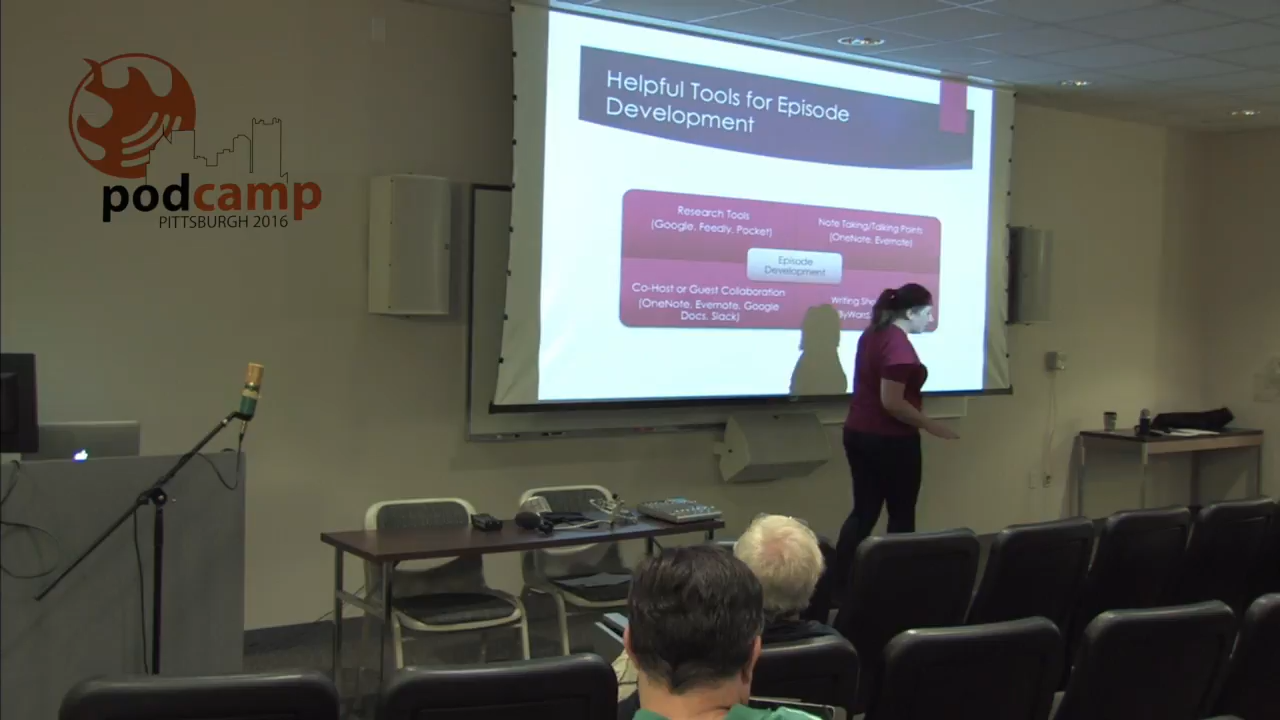 podcamp
PITTSBURGH 2016
Helpful Tools for Episode
Development
Research Tools
(Google, Feedly, Pocket)
Note Taking/Talking Points
(OneNote, Evernote)
Episode
Development
Co-Host or Guest Collaboration
(OneNote, Evernote, Google
Docs, Slack)
Writing